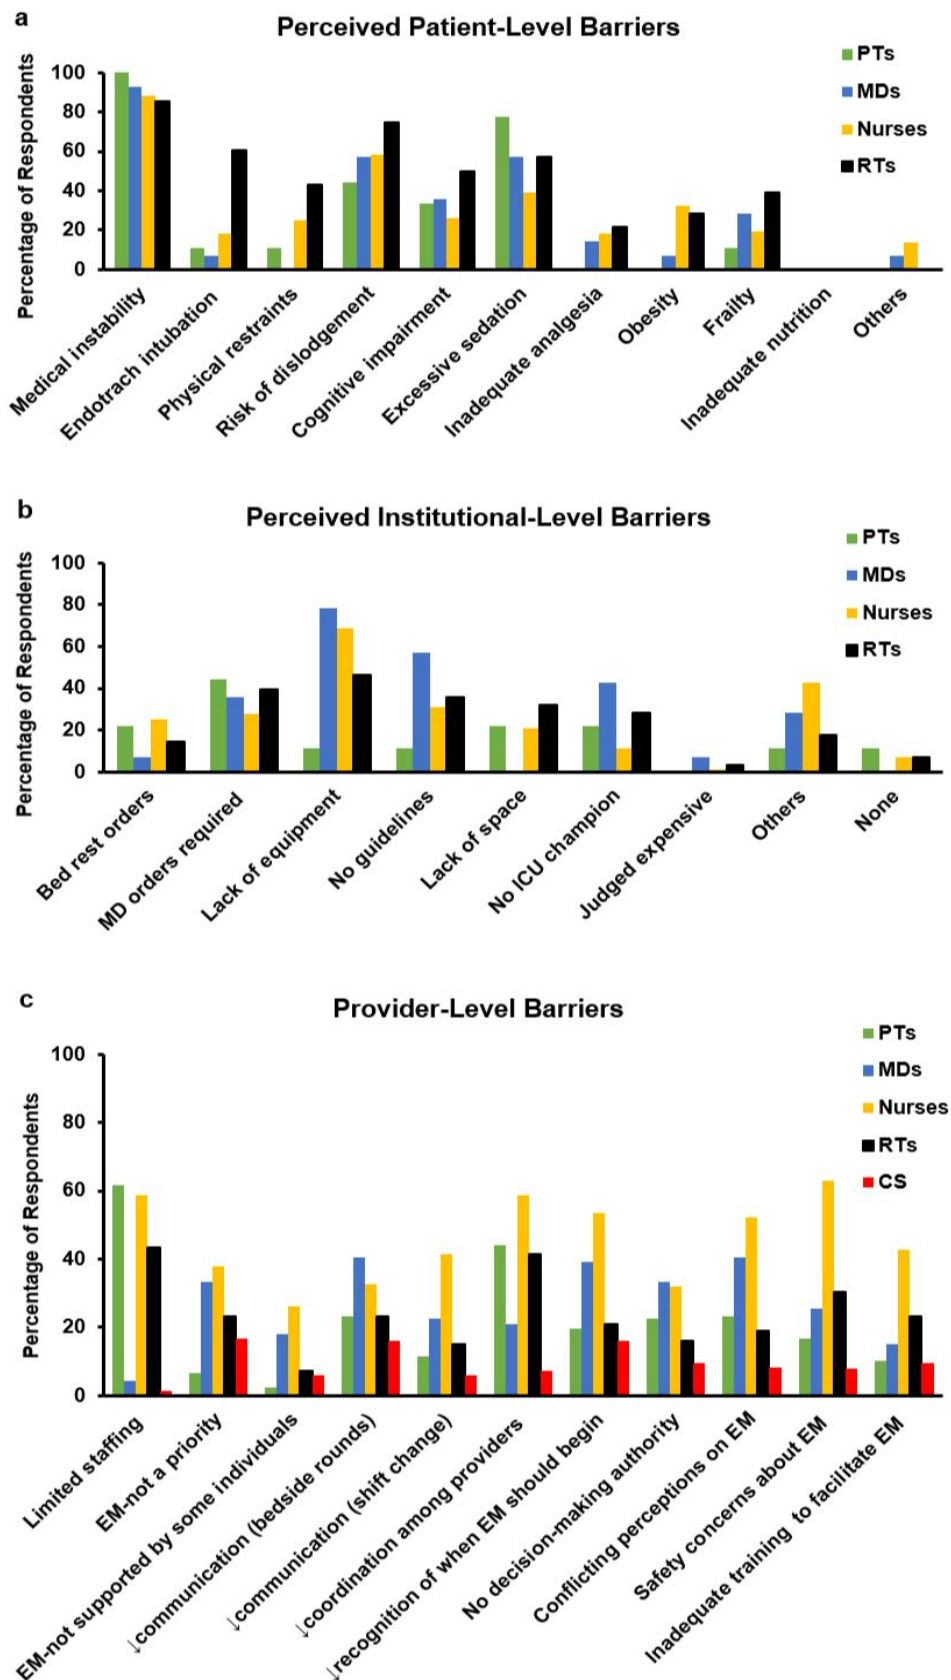 a
Perceived Patient-Level Barriers
Percentage of Respondents
100
80
60
40
20
0
PTs
MDs
Nurses
RTs
Medical instability
Endotrach intubation
Physical restraints
Risk of dislodgement
Cognitive impairment
Excessive sedation
Inadequate analgesia
Obesity
Frailty
Inadequate nutrition
Others
b
Perceived Institutional-Level Barriers
Percentage of Respondents
100
80
60
40
20
0
PTs
MDs
Nurses
RTs
Bed rest orders
MD orders required
Lack of equipment
No guidelines
Lack of space
No ICU champion
Judged expensive
Others
None
c
Provider-Level Barriers
Percentage of Respondents
100
80
60
40
20
0
PTs
MDs
Nurses
RTs
CS
Limited staffing
EM-not a priority
EM-not supported by some individuals
↓communication (bedside rounds)
↓communication (shift change)
↓coordination among providers
↓recognition of when EM should begin
No decision-making authority
Conflicting perceptions on EM
Safety concerns about EM
Inadequate training to facilitate EM